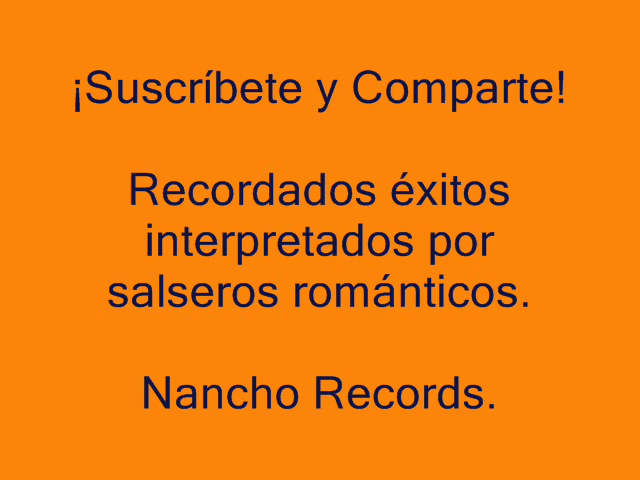 ¡Suscríbete y Comparte!
Recordados éxitos
interpretados por
salseros románticos.
Nancho Records.